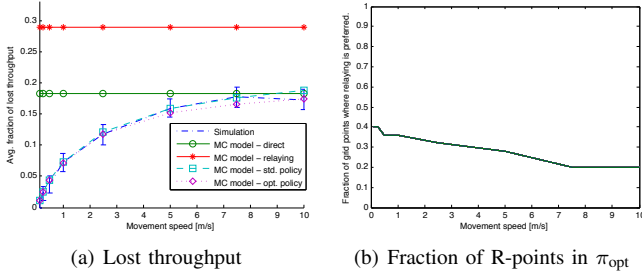 Avg. fraction of lost throughput
0.3
0.25
0.2
0.15
0.1
0.05
0
Simulation
MC model – direct
MC model – relaying
MC model – std. policy
MC model – opt. policy
1 2 3 4 5 6 7 8 9 10
Movement speed [m/s]
(a) Lost throughput
Fraction of grid points where relaying is preferred.
1
0.9
0.8
0.7
0.6
0.5
0.4
0.3
0.2
0.1
0
0 1 2 3 4 5 6 7 8 9 10
Movement speed [m/s]
(b) Fraction of R-points in πopt